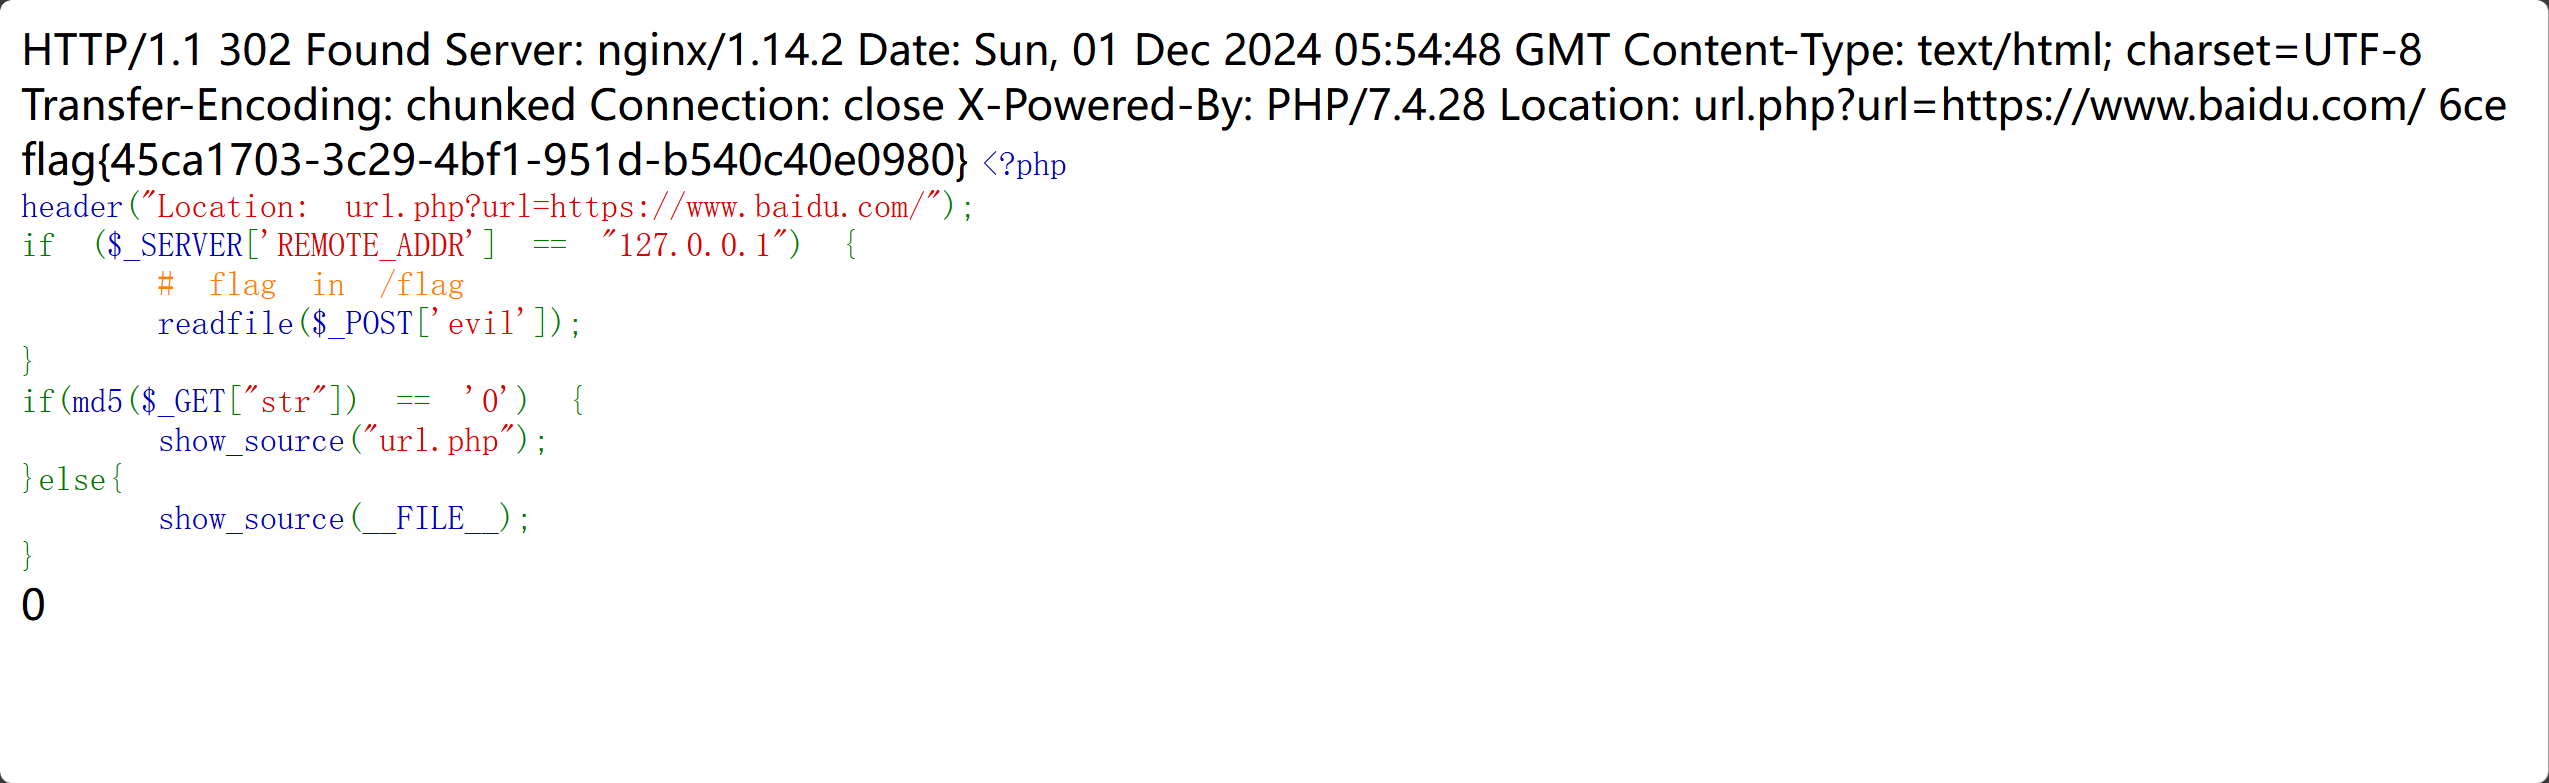 HTTP/1.1 302 Found Server: nginx/1.14.2 Date: Sun, 01 Dec 2024 05:54:48 GMT Content-Type: text/html; charset=UTF-8
Transfer-Encoding: chunked Connection: close X-Powered-By: PHP/7.4.28 Location: url.php?url=https://www.baidu.com/ 6ce
flag{45ca1703-3c29-4bf1-951d-b540c40e0980} <?php
header("Location: url.php?url=https://www.baidu.com/");
if ($_SERVER['REMOTE_ADDR'] == "127.0.0.1") {
# flag in /flag
readfile($_POST['evil']);
}
if(md5($_GET["str"]) == '0') {
show_source("url.php");
}else{
show_source(__FILE__);
}
0